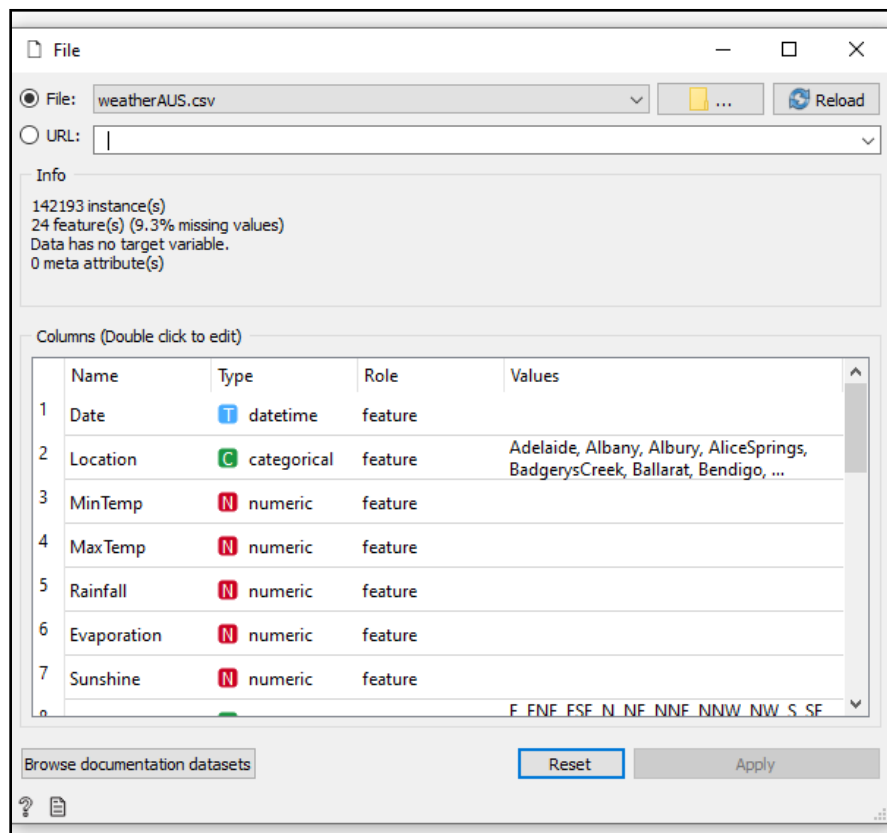 File
File: weatherAUS.csv ... Reload
URL:
Info
142193 instance(s)
24 feature(s) (9.3% missing values)
Data has no target variable.
0 meta attribute(s)
Columns (Double click to edit)
Name Type Role Values
1 Date T datetime feature
2 Location C categorical feature Adelaide, Albany, Albury, AliceSprings,
BadgerysCreek, Ballarat, Bendigo, ...
3 MinTemp N numeric feature
4 MaxTemp N numeric feature
5 Rainfall N numeric feature
6 Evaporation N numeric feature
7 Sunshine N numeric feature
Browse documentation datasets Reset Apply
?